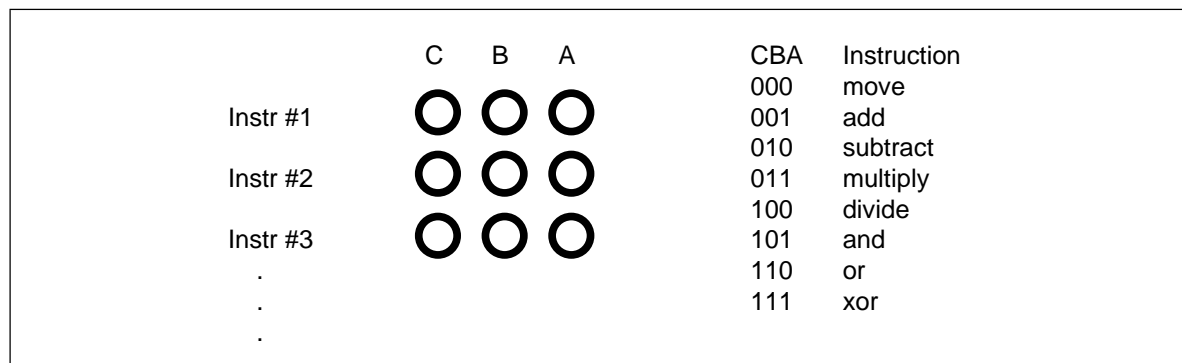 C B A CBA Instruction
000 move
Instr #1 001 add
010 subtract
Instr #2 011 multiply
100 divide
Instr #3 101 and
. 110 or
. 111 xor
.